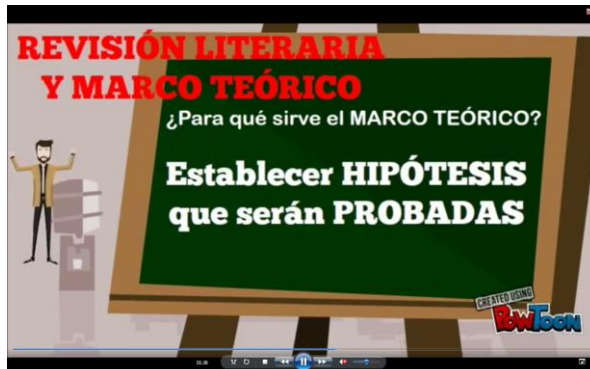 REVISIÓN LITERARIA
Y MARCO TEÓRICO
¿Para qué sirve el MARCO TEÓRICO?
Establecer HIPÓTESIS
que serán PROBADAS
CREATED USING
POWTOON